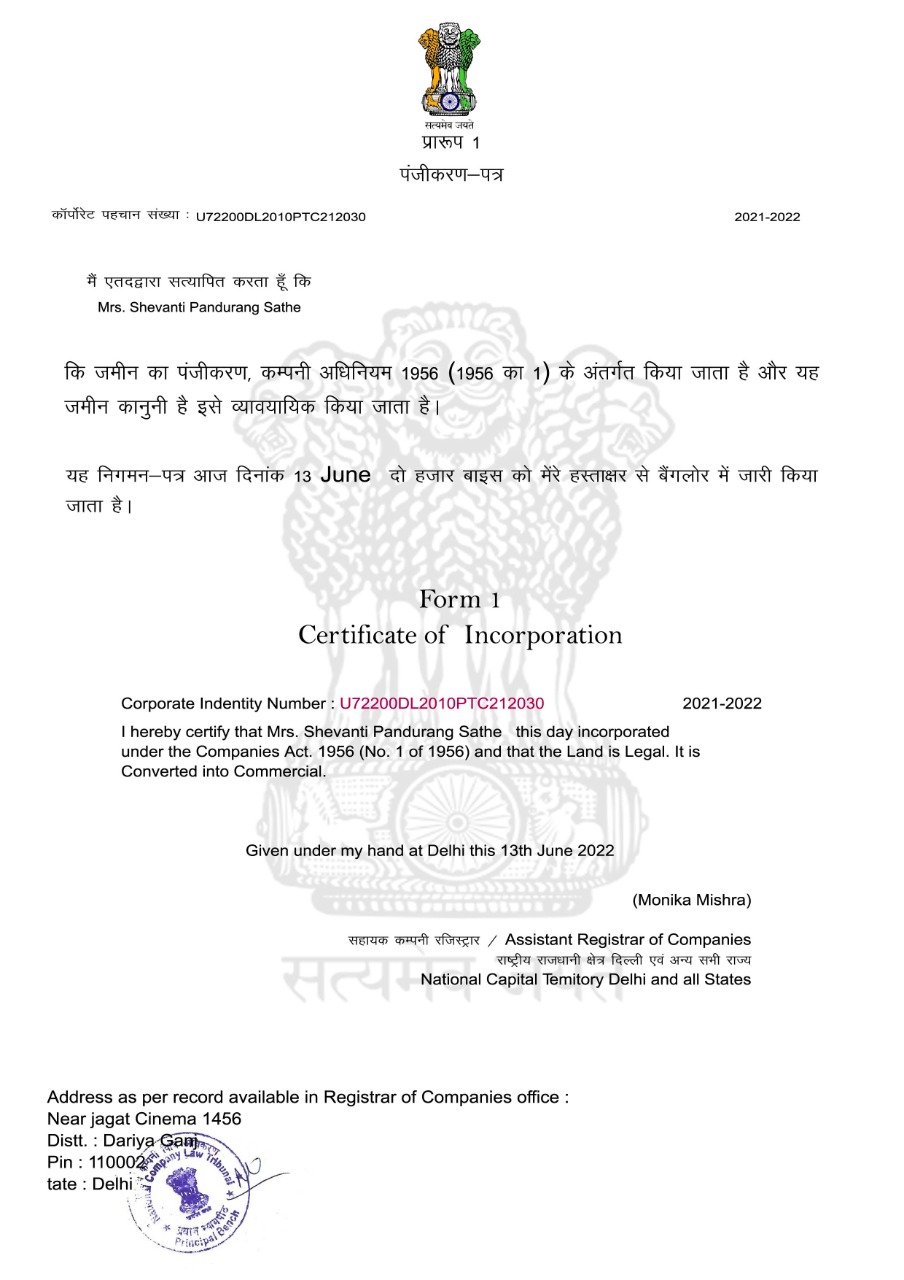 सत्यमेव जयते
प्रारूप 1
पंजीकरण–पत्र
कॉर्पोरेट पहचान संख्या : U72200DL2010PTC212030 2021-2022
मैं एतदद्वारा सत्यापित करता हूँ कि
Mrs. Shevanti Pandurang Sathe
कि जमीन का पंजीकरण, कम्पनी अधिनियम 1956 (1956 का 1) के अंतर्गत किया जाता है और यह
जमीन कानुनी है इसे व्यावयायिक किया जाता है।
यह निगमन–पत्र आज दिनांक 13 June दो हजार बाइस को मेंरे हस्ताक्षर से बैंगलोर में जारी किया
जाता है।
Form 1
Certificate of Incorporation
Corporate Indentity Number : U72200DL2010PTC212030 2021-2022
I hereby certify that Mrs. Shevanti Pandurang Sathe this day incorporated
under the Companies Act. 1956 (No. 1 of 1956) and that the Land is Legal. It is
Converted into Commercial.
Given under my hand at Delhi this 13th June 2022
(Monika Mishra)
सहायक कम्पनी रजिस्ट्रार / Assistant Registrar of Companies
राष्ट्रीय राजधानी क्षेत्र दिल्ली एवं अन्य सभी राज्य
National Capital Temitory Delhi and all States
सत्यमेव जयते
Address as per record available in Registrar of Companies office :
Near jagat Cinema 1456
Distt. : Dariya Ganj
Pin : 110002
tate : Delhi
National Company Law Tribunal
प्रधान न्यायपीठ
Principal Bench